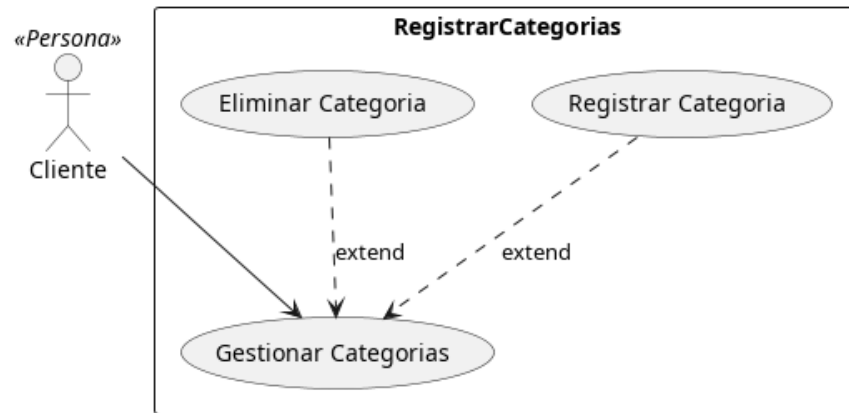 RegistrarCategorias
«Persona»
Cliente
Eliminar Categoria
Registrar Categoria
extend
extend
Gestionar Categorias